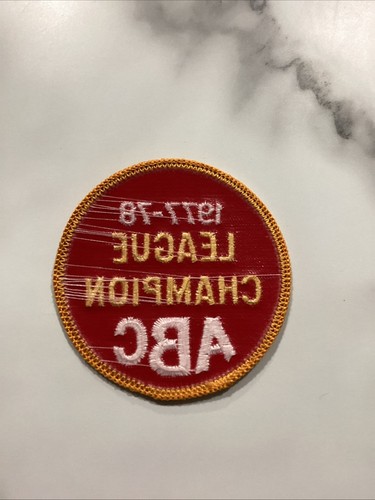 1977-78
LEAGUE
CHAMPION
ABC